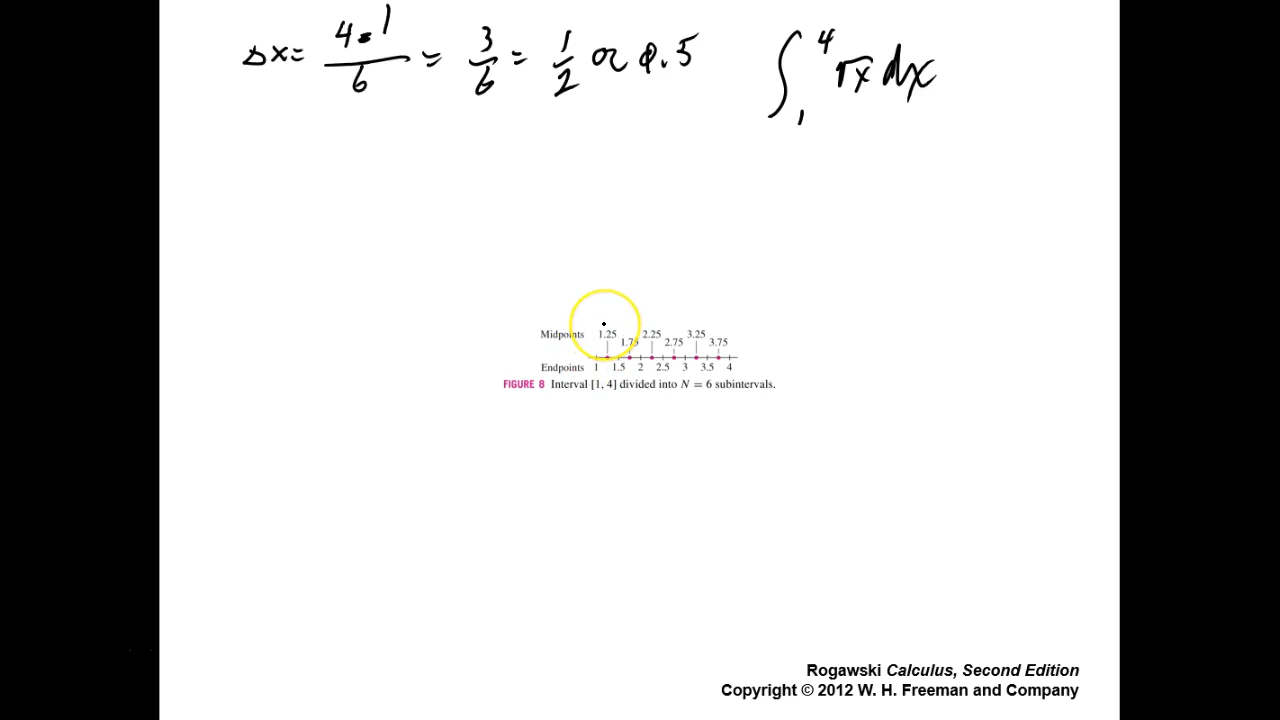 Δx = 4-1/6 = 3/6 = 1/2 or 0.5 ∫₁⁴ √x dx
Midpoints 1.25 1.75 2.25 2.75 3.25 3.75
Endpoints 1 1.5 2 2.5 3 3.5 4
FIGURE 8 Interval [1, 4] divided into N = 6 subintervals.
Rogawski Calculus, Second Edition
Copyright © 2012 W. H. Freeman and Company